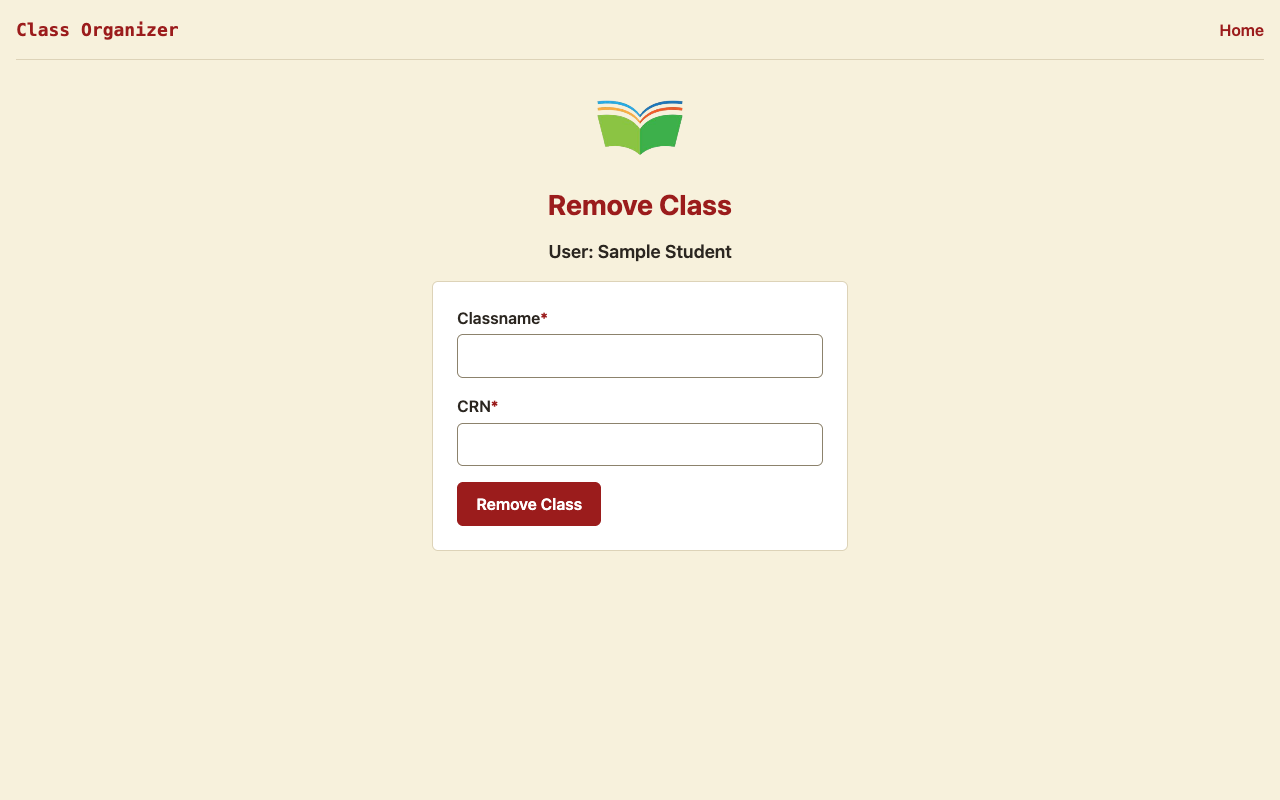 Class Organizer
Home
Remove Class
User: Sample Student
Classname*
CRN*
Remove Class